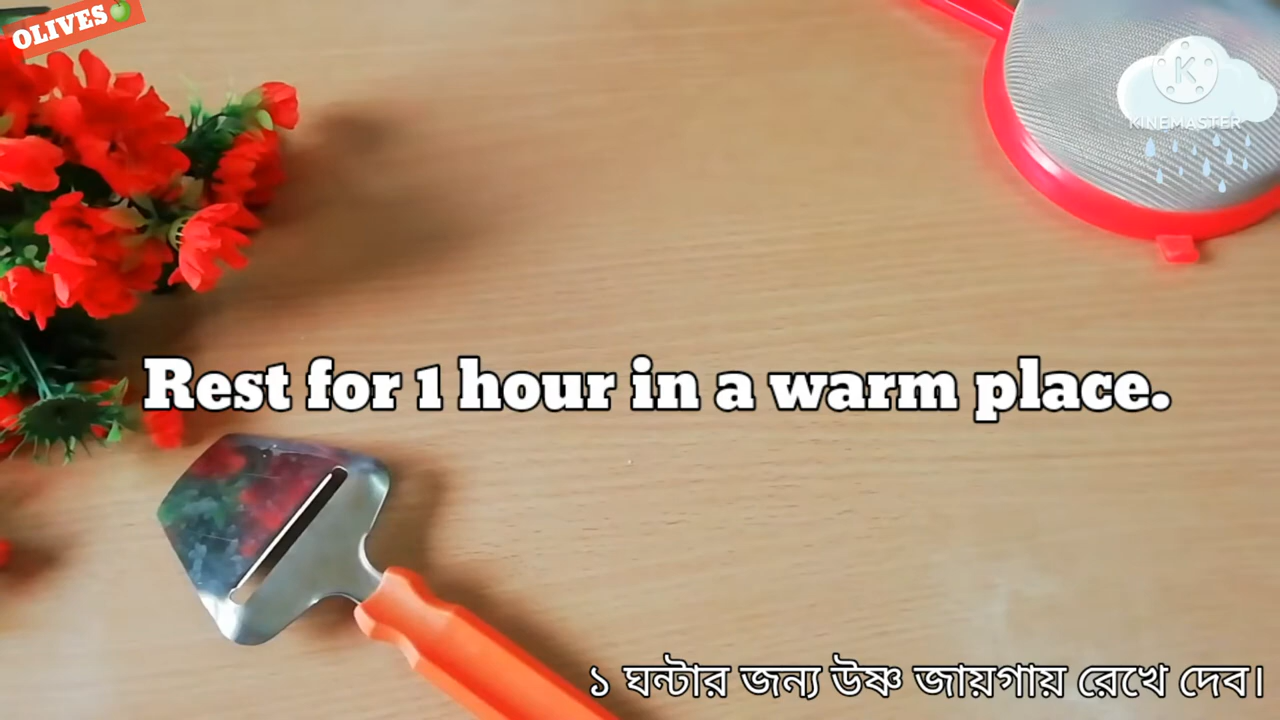 OLIVES
K
KINEMASTER
Rest for 1 hour in a warm place.
১ ঘন্টার জন্য উষ্ণ জায়গায় রেখে দেব।